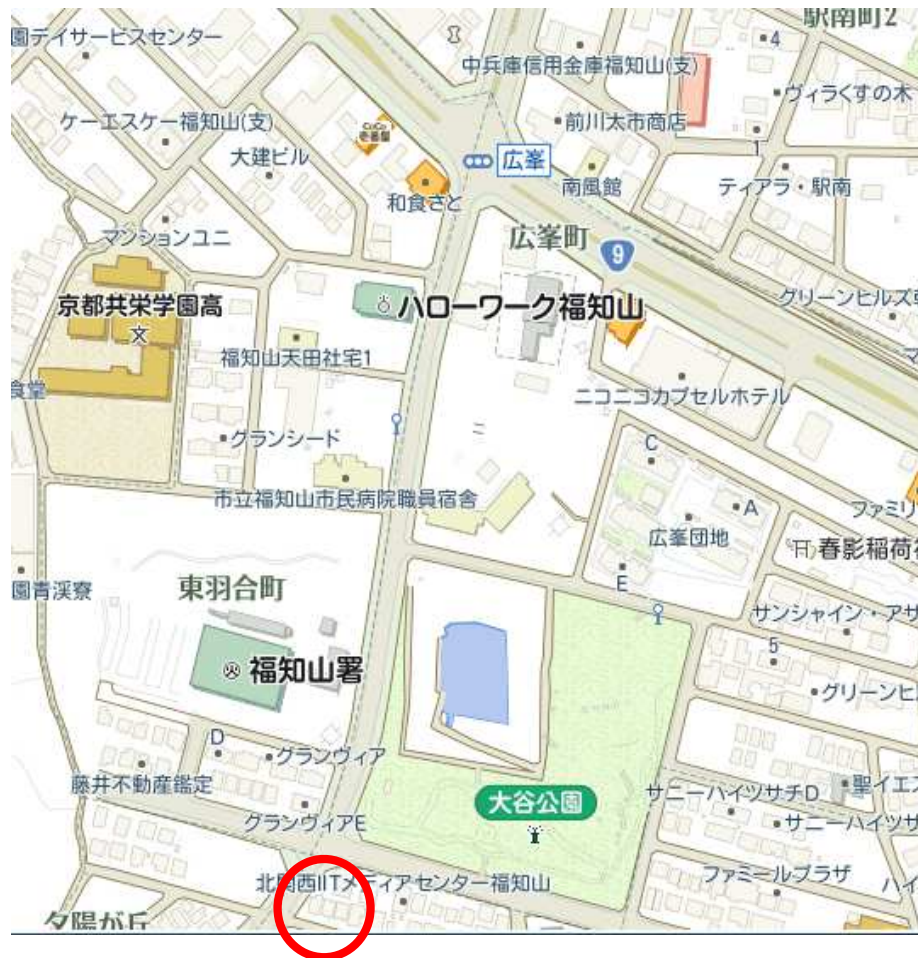 駅南町2
園デイサービスセンター
4
中兵庫信用金庫福知山(支)
ヴィラくすの木
ケーエスケー福知山(支)
CoCo
壱番屋
前川太市商店
1
大建ビル
広峯
南風館
ティアラ・駅南
和食さと
マンションユニ
広峯町
9
京都共栄学園高
ハローワーク福知山
グリーンヒルズ
文
福知山天田社宅1
マ
食堂
ニコニコカプセルホテル
グランシード
C
市立福知山市民病院職員宿舎
A
ファミリ
広峯団地
春影稲荷
園青渓寮
東羽合町
E
サンシャイン・アサ
5
福知山署
グリーンヒ
D
グランヴィア
藤井不動産鑑定
大谷公園
サニーハイツサチD
聖イエス
グランヴィアE
サニーハイツサ
北関西IITメディアセンター福知山
ファミールプラザ
ハイ
夕陽が丘